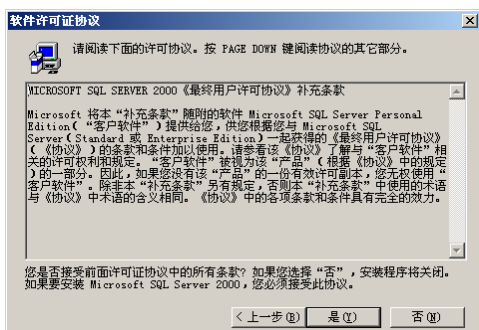 软件许可证协议
请阅读下面的许可协议。按 PAGE DOWN 键阅读协议的其它部分。
MICROSOFT SQL SERVER 2000《最终用户许可协议》补充条款
Microsoft 将本“补充条款”随附的软件 Microsoft SQL Server Personal
Edition(“客户软件”)提供给您，供您根据您与 Microsoft SQL
Server(Standard 或 Enterprise Edition)一起获得的《最终用户许可协议》
(《协议》)的条款和条件加以使用。请参看该《协议》了解与“客户软件”相
关的许可权利和规定。“客户软件”被视为该“产品”(根据《协议》中的规定
)的一部分。因此，如果您没有该“产品”的一份有效许可副本，您无权使用“
客户软件”。除非本“补充条款”另有规定，否则本“补充条款”中使用的术语
与《协议》中术语的含义相同。《协议》中的各项条款和条件具有完全的效力。
您是否接受前面许可证协议中的所有条款? 如果您选择“否”，安装程序将关闭。
如果要安装 Microsoft SQL Server 2000，您必须接受此协议。
< 上一步(B) 是(Y) 否(N)